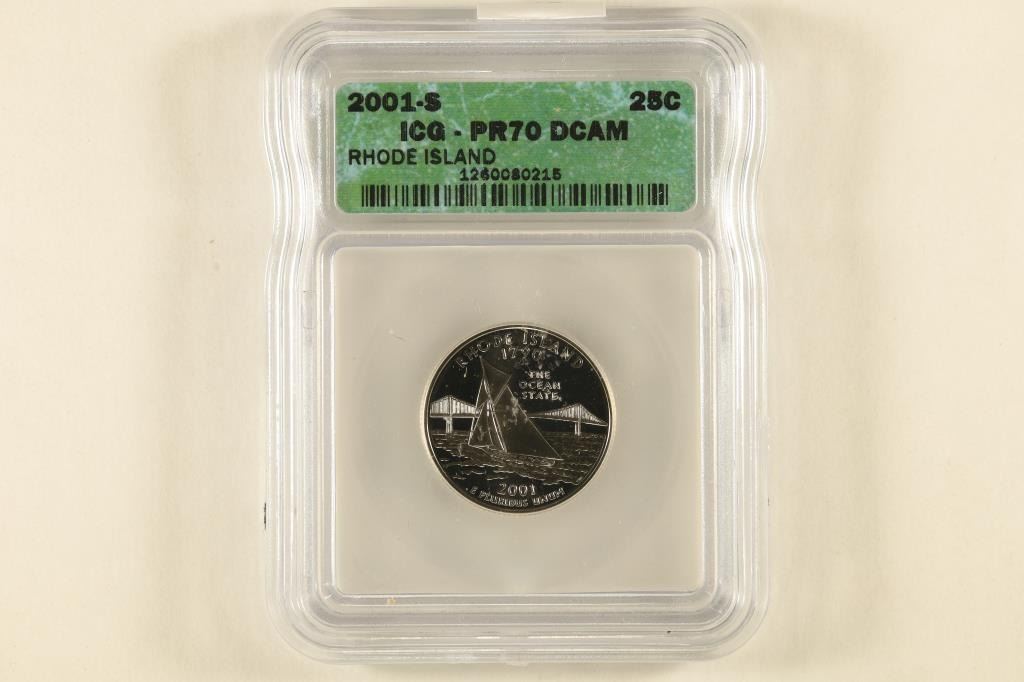 2001-S 25C
ICG - PR70 DCAM
RHODE ISLAND
1260080215
RHODE ISLAND
1790
THE
OCEAN
STATE
2001
E PLURIBUS UNUM